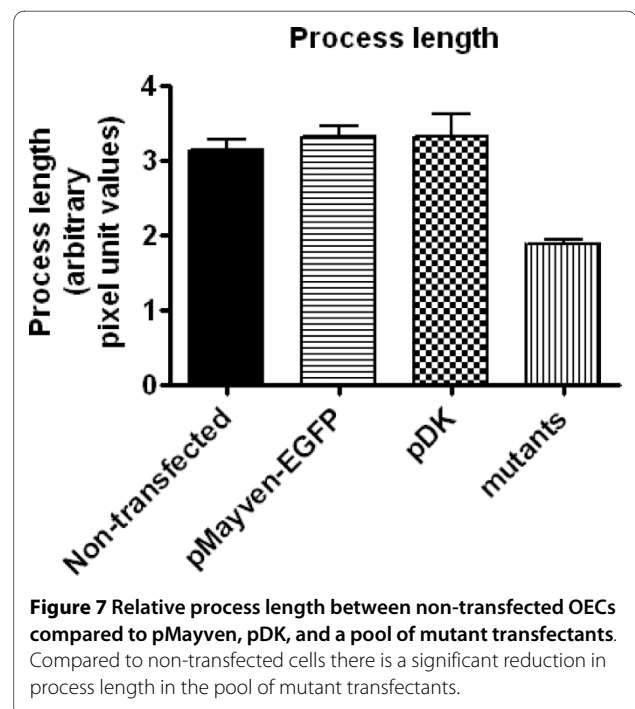 Process length
Process length
(arbitrary
pixel unit values)
4
3
2
1
0
Non-transfected
pMayven-EGFP
pDK
mutants
Figure 7 Relative process length between non-transfected OECs
compared to pMayven, pDK, and a pool of mutant transfectants.
Compared to non-transfected cells there is a significant reduction in
process length in the pool of mutant transfectants.